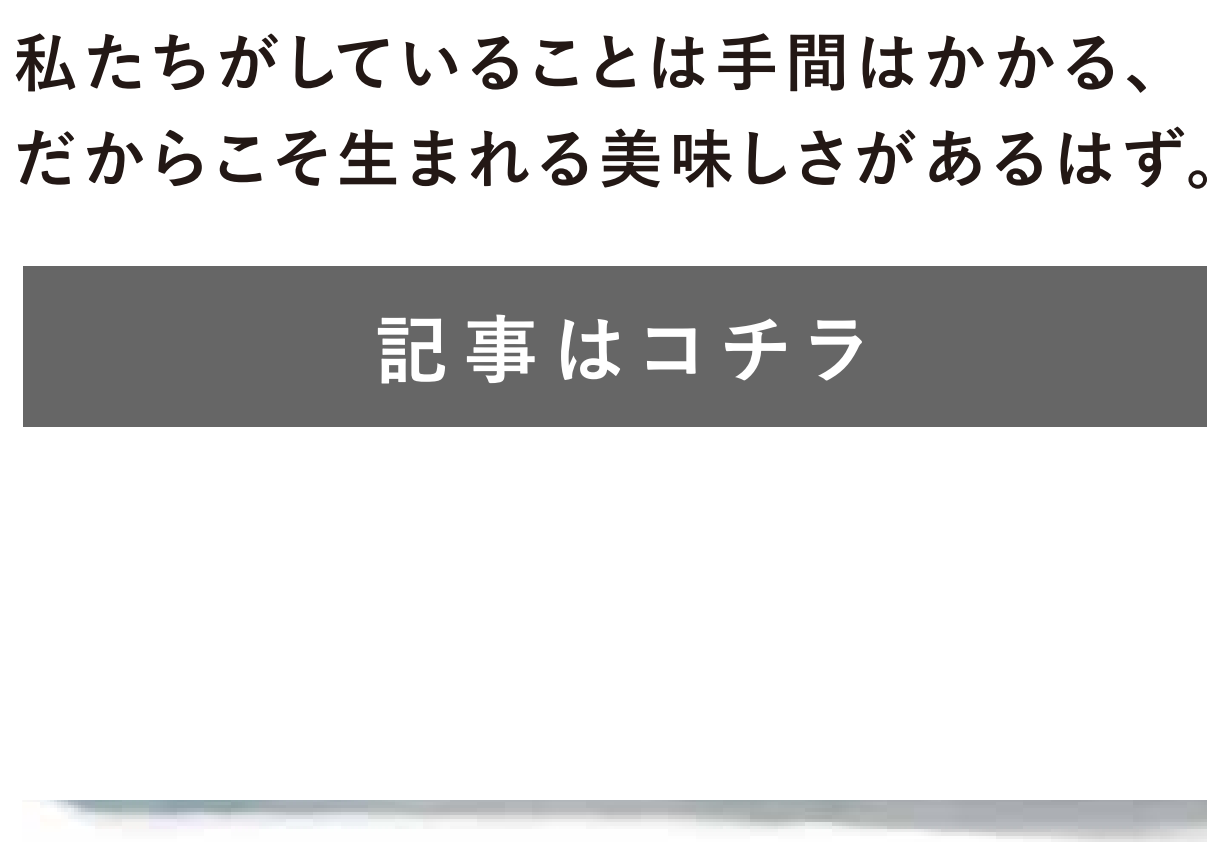 私たちがしていることは手間はかかる、
だからこそ生まれる美味しさがあるはず。
記事はコチラ